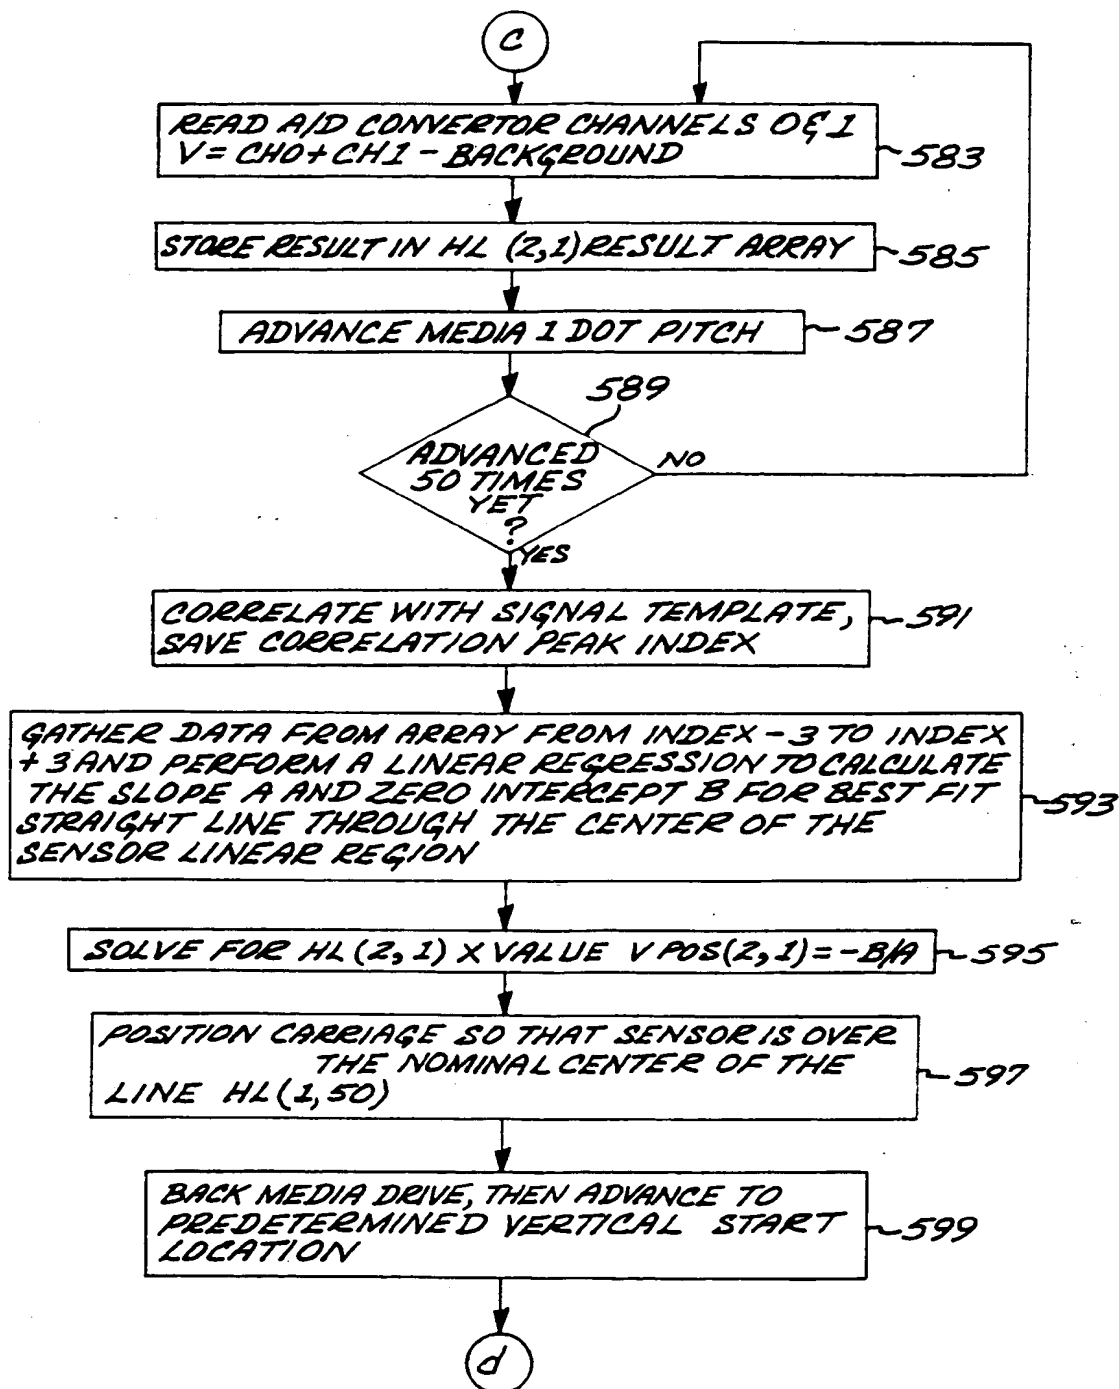 C
READ A/D CONVERTOR CHANNELS 0 & 1
V = CH0 + CH1 - BACKGROUND
583
STORE RESULT IN HL (2,1) RESULT ARRAY
585
ADVANCE MEDIA 1 DOT PITCH
587
589
ADVANCED
50 TIMES
YET
?
NO
YES
CORRELATE WITH SIGNAL TEMPLATE,
SAVE CORRELATION PEAK INDEX
591
GATHER DATA FROM ARRAY FROM INDEX - 3 TO INDEX
+ 3 AND PERFORM A LINEAR REGRESSION TO CALCULATE
THE SLOPE A AND ZERO INTERCEPT B FOR BEST FIT
STRAIGHT LINE THROUGH THE CENTER OF THE
SENSOR LINEAR REGION
593
SOLVE FOR HL(2,1) X VALUE V POS(2,1) = -B/A
595
POSITION CARRIAGE SO THAT SENSOR IS OVER
THE NOMINAL CENTER OF THE
LINE HL(1,50)
597
BACK MEDIA DRIVE, THEN ADVANCE TO
PREDETERMINED VERTICAL START
LOCATION
599
d